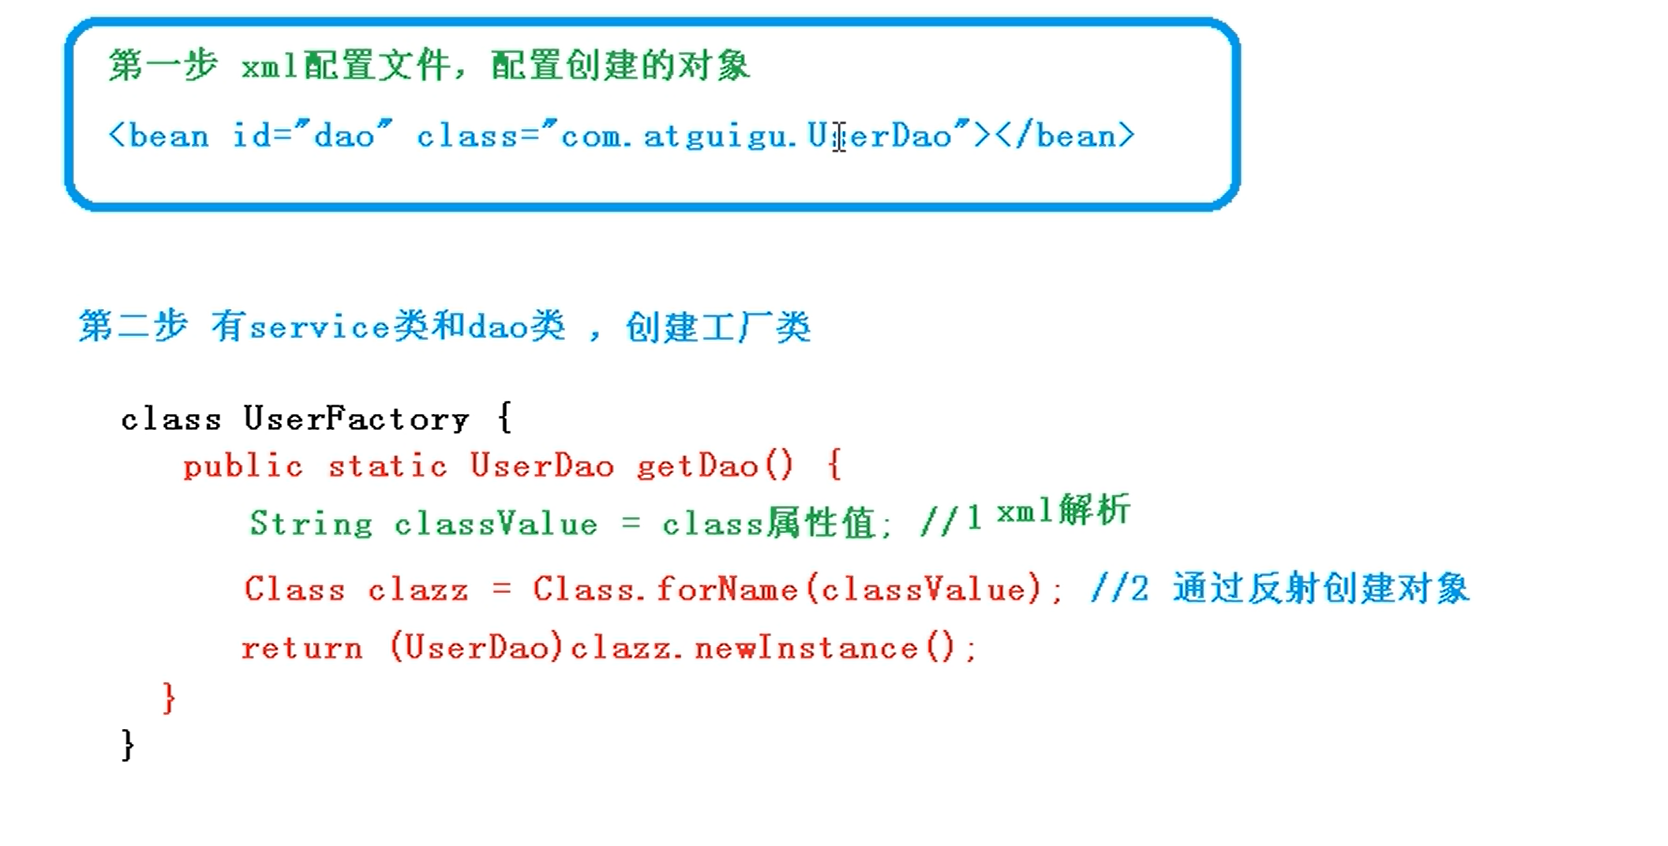 第一步 xml配置文件，配置创建的对象
<bean id="dao" class="com.atguigu.UserDao"></bean>
第二步 有service类和dao类 ，创建工厂类
class UserFactory {
public static UserDao getDao() {
String classValue = class属性值; //1 xml解析
Class clazz = Class.forName(classValue); //2 通过反射创建对象
return (UserDao)clazz.newInstance();
}
}